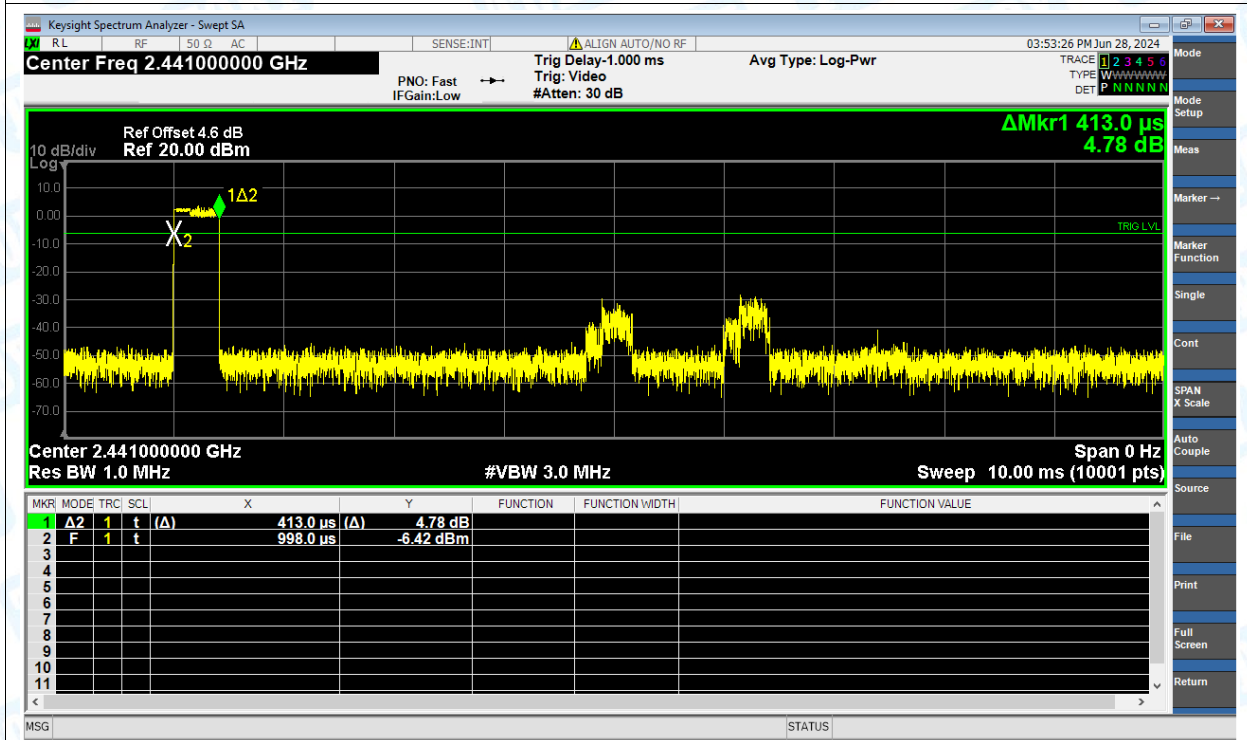 Keysight Spectrum Analyzer - Swept SA
LXI RL RF 50 Ω AC SENSE:INT ALIGN AUTO/NO RF 03:53:26 PM Jun 28, 2024
Center Freq 2.441000000 GHz
PNO: Fast
IFGain:Low
Trig Delay-1.000 ms
Trig: Video
#Atten: 30 dB
Avg Type: Log-Pwr
TRACE 1 2 3 4 5 6
TYPE WWWWWW
DET P N N N N N
ΔMkr1 413.0 µs
4.78 dB
Ref Offset 4.6 dB
10 dB/div Ref 20.00 dBm
Log
10.0
0.00
-10.0
-20.0
-30.0
-40.0
-50.0
-60.0
-70.0
1Δ2
X2
TRIG LVL
Center 2.441000000 GHz Span 0 Hz
Res BW 1.0 MHz #VBW 3.0 MHz Sweep 10.00 ms (10001 pts)
MKR MODE TRC SCL X Y FUNCTION FUNCTION WIDTH FUNCTION VALUE
1 Δ2 1 t (Δ) 413.0 µs (Δ) 4.78 dB
2 F 1 t 998.0 µs -6.42 dBm
3
4
5
6
7
8
9
10
11
MSG STATUS
Mode
Mode Setup
Meas
Marker →
Marker Function
Single
Cont
SPAN
X Scale
Auto Couple
Source
File
Print
Full Screen
Return